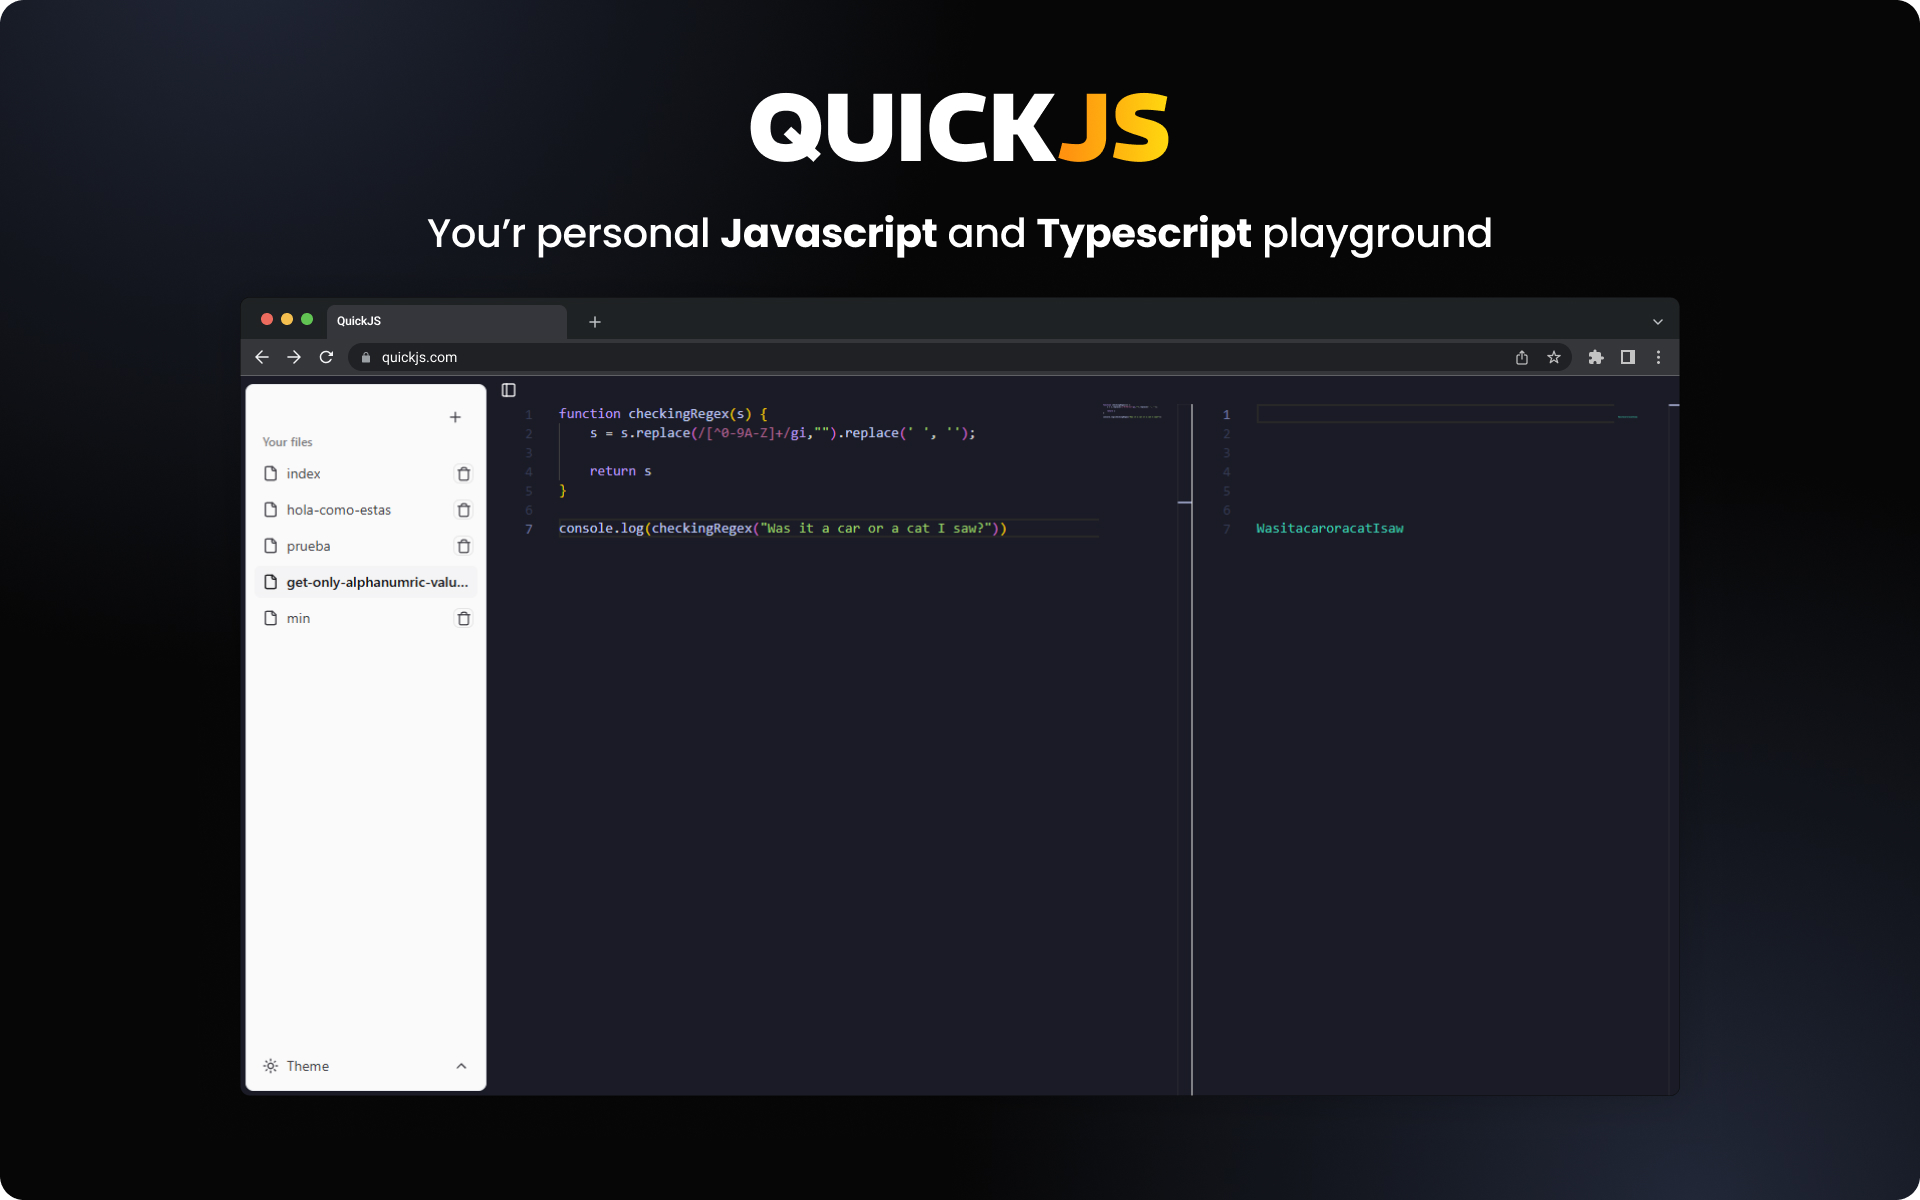 QUICKJS
You’r personal Javascript and Typescript playground
QuickJS
quickjs.com
Your files
index
hola-como-estas
prueba
get-only-alphanumric-valu...
min
Theme
1 function checkingRegex(s) {
2 s = s.replace(/[^0-9A-Z]+/gi,"").replace(' ', '');
3
4 return s
5 }
6
7 console.log(checkingRegex("Was it a car or a cat I saw?"))
1
2
3
4
5
6
7 WasitacaroracatIsaw